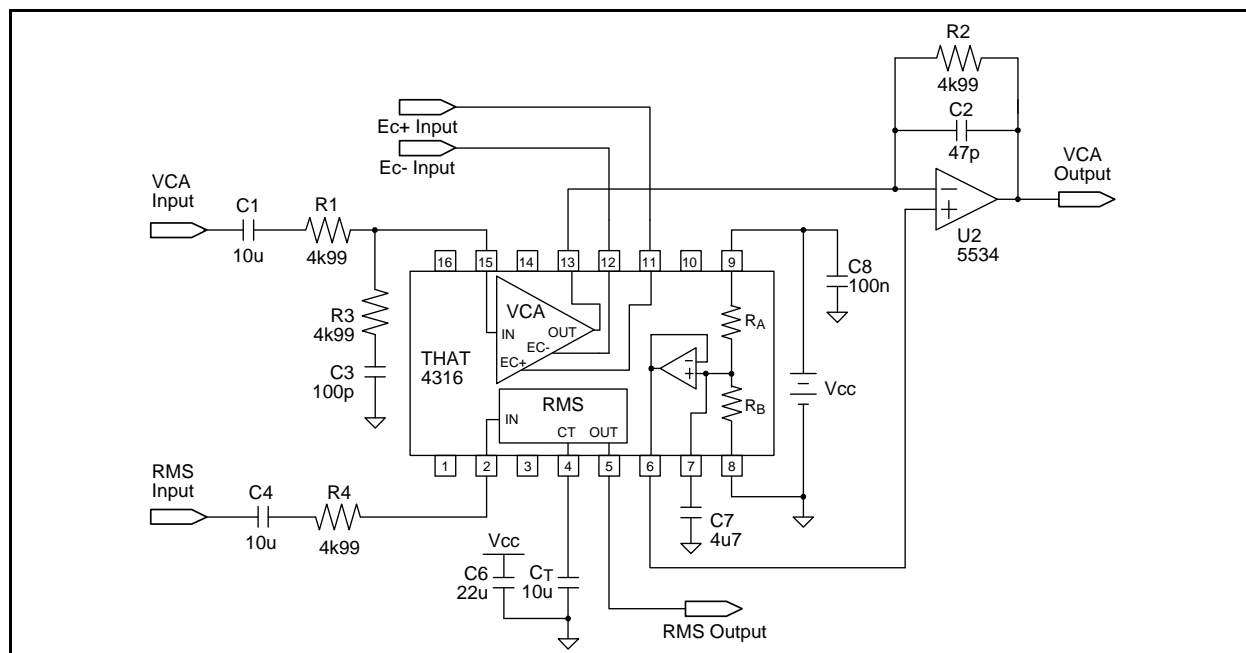 R2
4k99
C2
47p
Ec+ Input
Ec- Input
VCA
Output
VCA
Input
C1
10u
R1
4k99
U2
5534
16
15
14
13
12
11
10
9
C8
100n
R3
4k99
C3
100p
VCA
IN
OUT
EC-
EC+
RA
THAT
4316
RMS
IN
CT
OUT
RB
Vcc
1
2
3
4
5
6
7
8
RMS
Input
C4
10u
R4
4k99
C7
4u7
Vcc
C6
22u
CT
10u
RMS Output
-
+
-
+